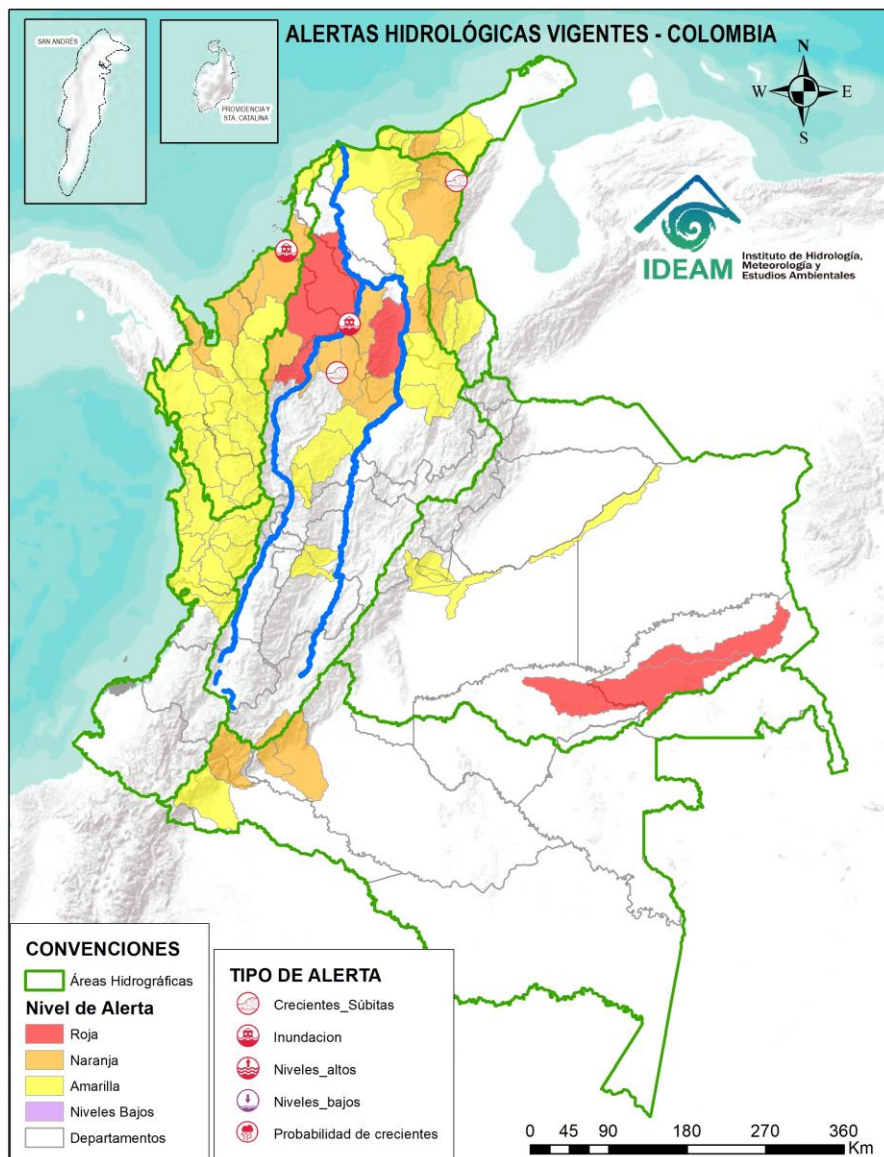 ALERTAS HIDROLÓGICAS VIGENTES - COLOMBIA
SAN ANDRÉS
PROVIDENCIA Y
STA. CATALINA
N
W
E
S
IDEAM
Instituto de Hidrología,
Meteorología y
Estudios Ambientales
CONVENCIONES
Áreas Hidrográficas
Nivel de Alerta
Roja
Naranja
Amarilla
Niveles Bajos
Departamentos
TIPO DE ALERTA
Crecientes_Súbitas
Inundacion
Niveles_altos
Niveles_bajos
Probabilidad de crecientes
0 45 90 180 270 360
Km